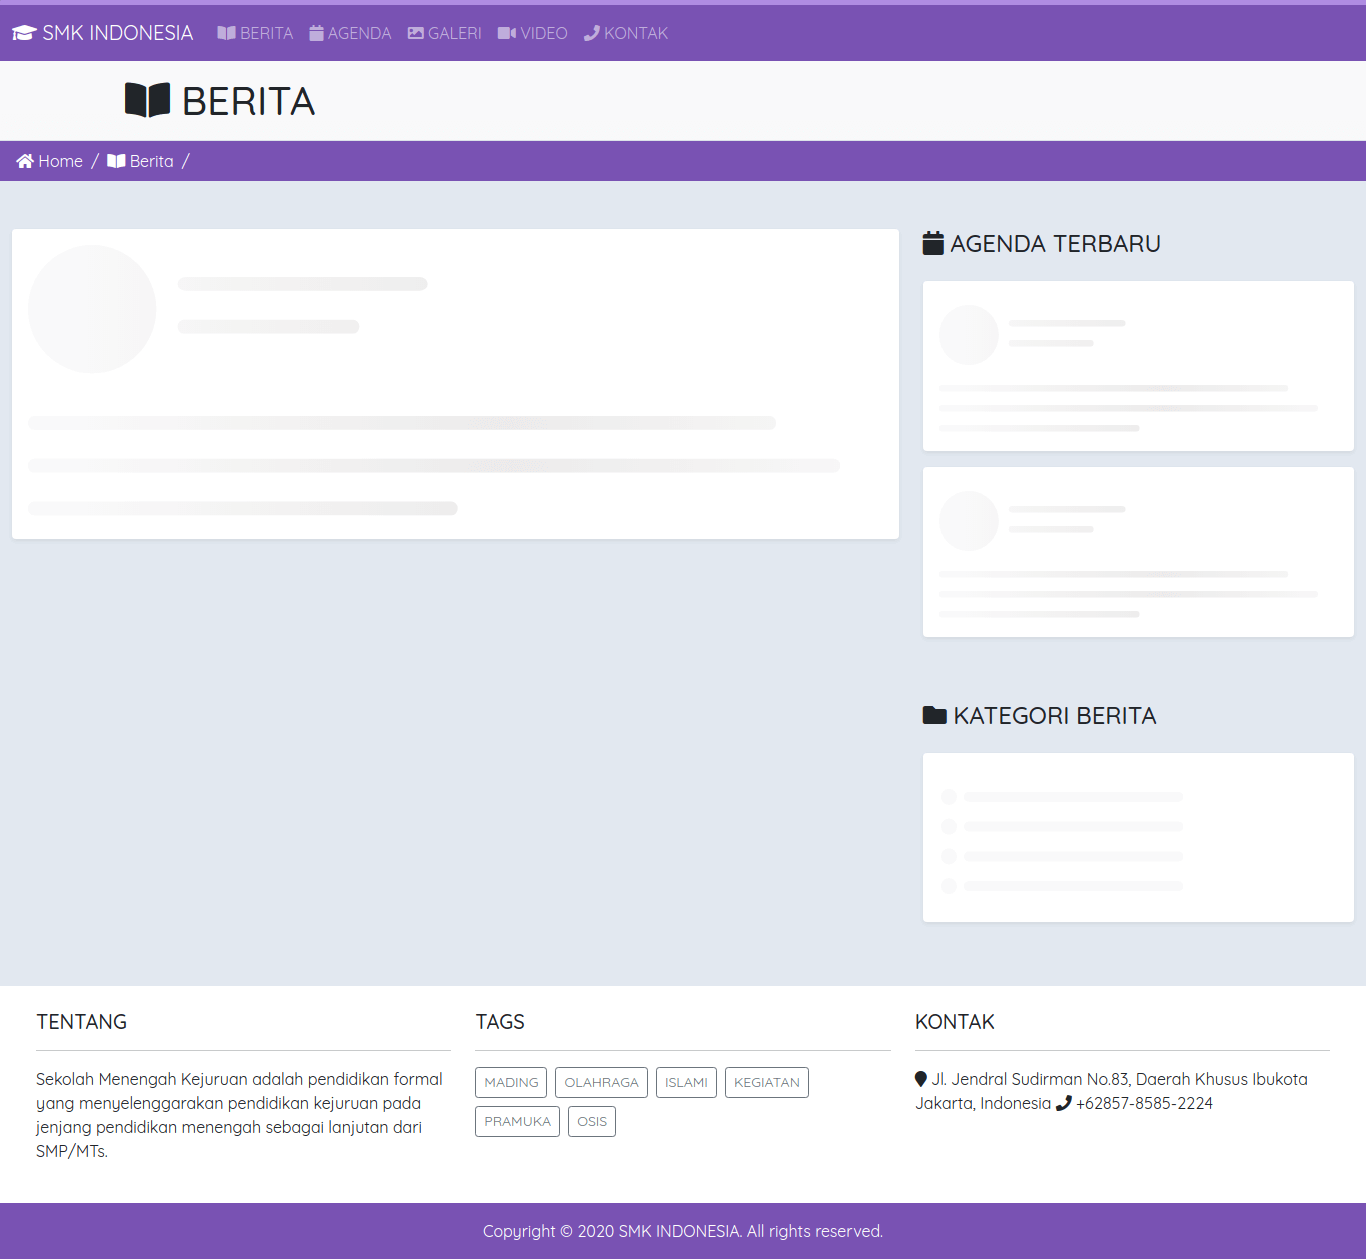 SMK INDONESIA BERITA AGENDA GALERI VIDEO KONTAK
BERITA
Home / Berita /
AGENDA TERBARU
KATEGORI BERITA
TENTANG
Sekolah Menengah Kejuruan adalah pendidikan formal
yang menyelenggarakan pendidikan kejuruan pada
jenjang pendidikan menengah sebagai lanjutan dari
SMP/MTs.
TAGS
MADING OLAHRAGA ISLAMI KEGIATAN
PRAMUKA OSIS
KONTAK
Jl. Jendral Sudirman No.83, Daerah Khusus Ibukota
Jakarta, Indonesia +62857-8585-2224
Copyright © 2020 SMK INDONESIA. All rights reserved.